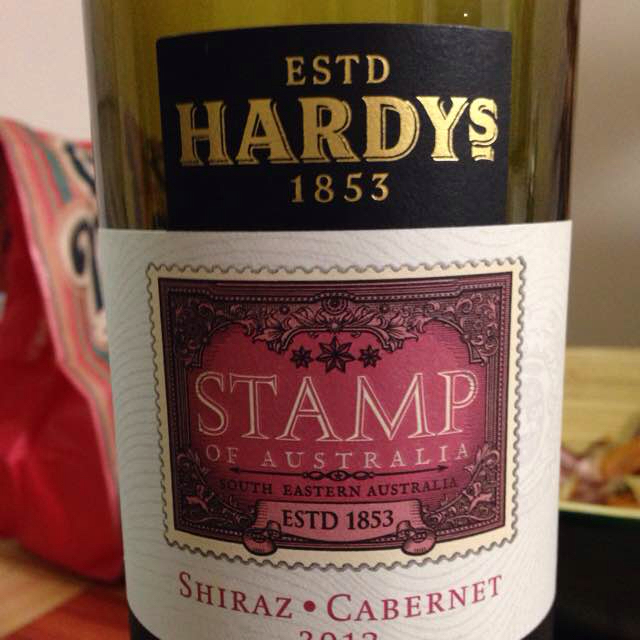 ESTD
HARDYS
1853
STAMP
OF AUSTRALIA
SOUTH EASTERN AUSTRALIA
ESTD 1853
SHIRAZ • CABERNET